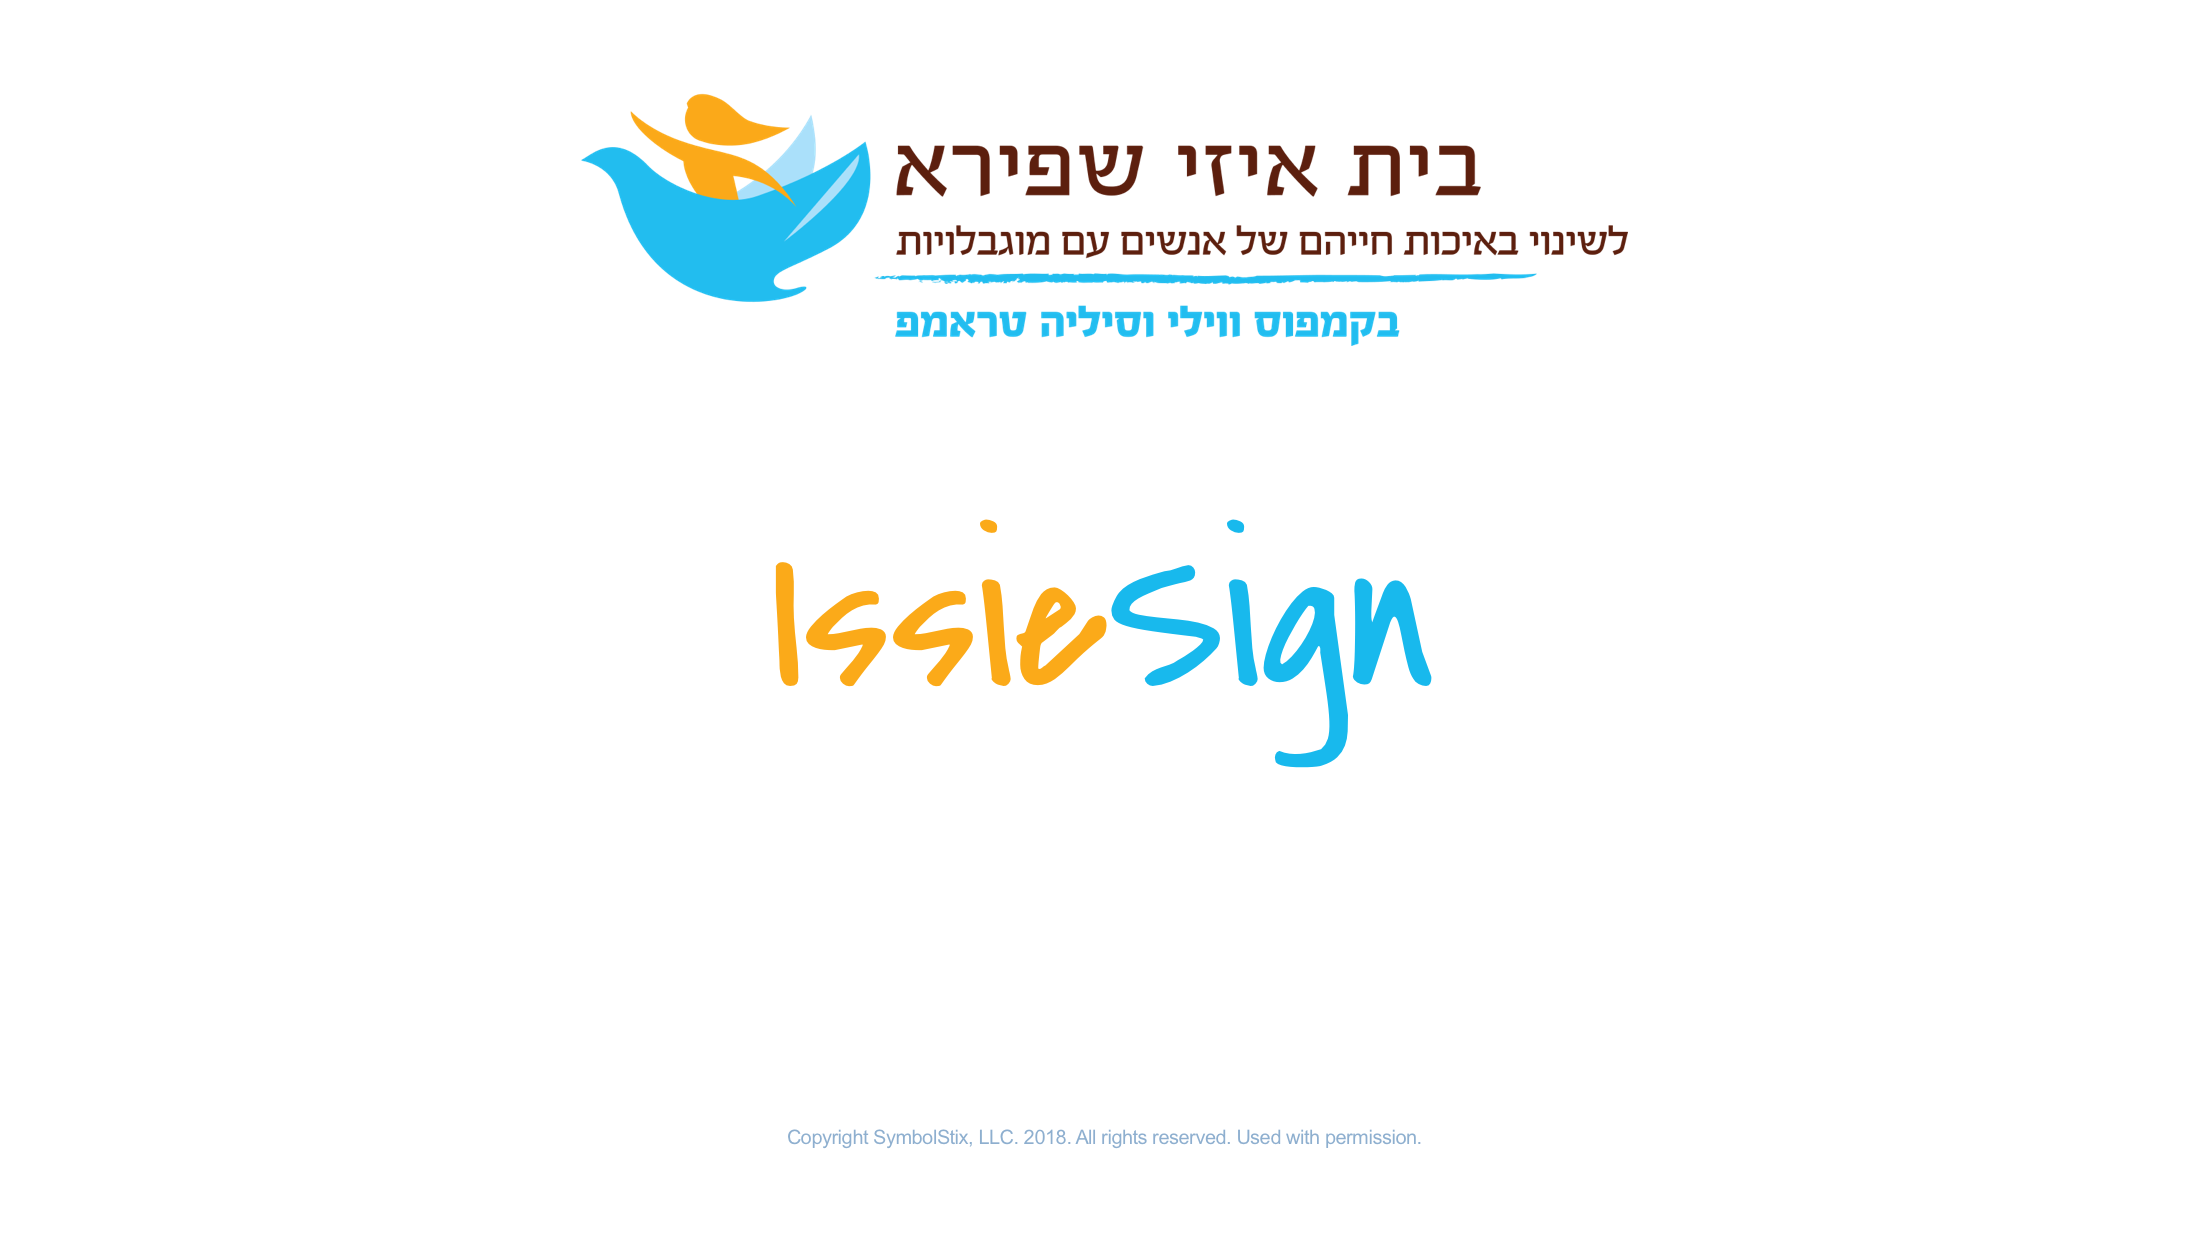 בית איזי שפירא
לשינוי באיכות חייהם של אנשים עם מוגבלויות
בקמפוס ווילי וסיליה טראמפ
IssieSign
Copyright SymbolStix, LLC. 2018. All rights reserved. Used with permission.